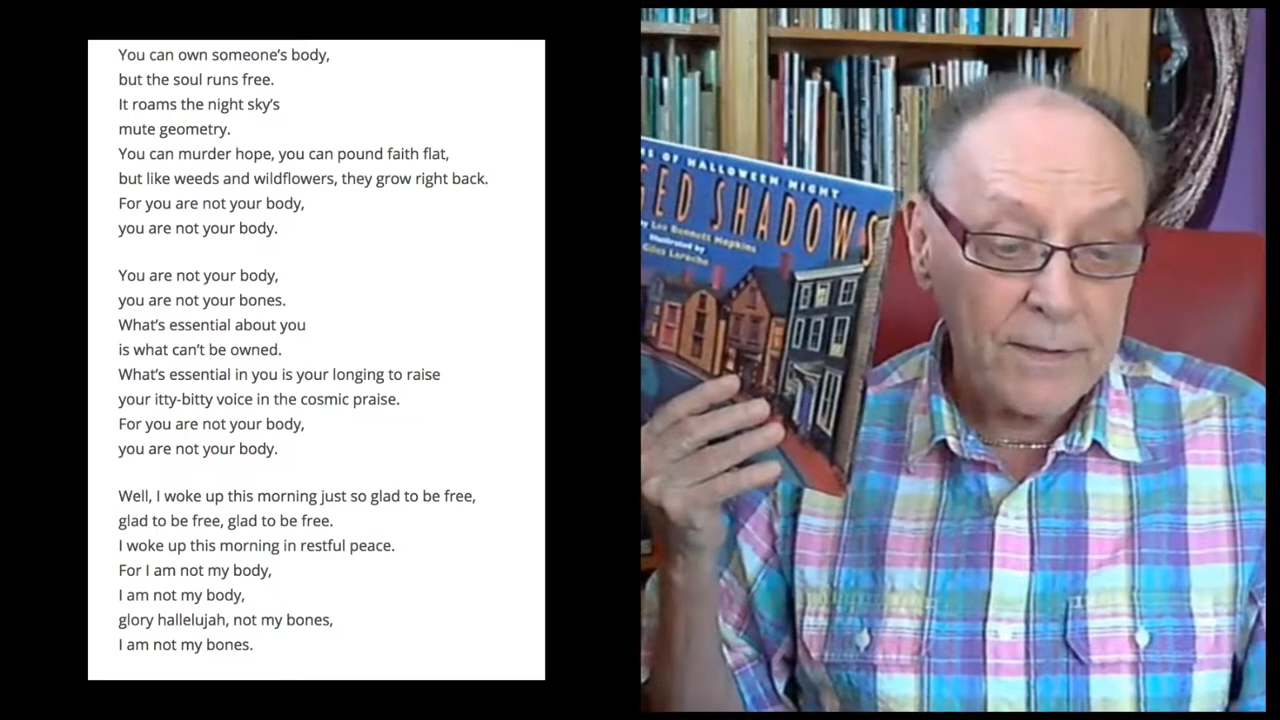 You can own someone’s body,
but the soul runs free.
It roams the night sky’s
mute geometry.
You can murder hope, you can pound faith flat,
but like weeds and wildflowers, they grow right back.
For you are not your body,
you are not your body.
You are not your body,
you are not your bones.
What’s essential about you
is what can’t be owned.
What’s essential in you is your longing to raise
your itty-bitty voice in the cosmic praise.
For you are not your body,
you are not your body.
Well, I woke up this morning just so glad to be free,
glad to be free, glad to be free.
I woke up this morning in restful peace.
For I am not my body,
I am not my body,
glory hallelujah, not my bones,
I am not my bones.
OF HALLOWEEN NIGHT
SHADOWS
Lee Bennett Hopkins
Illustrated by
Giles Laroche